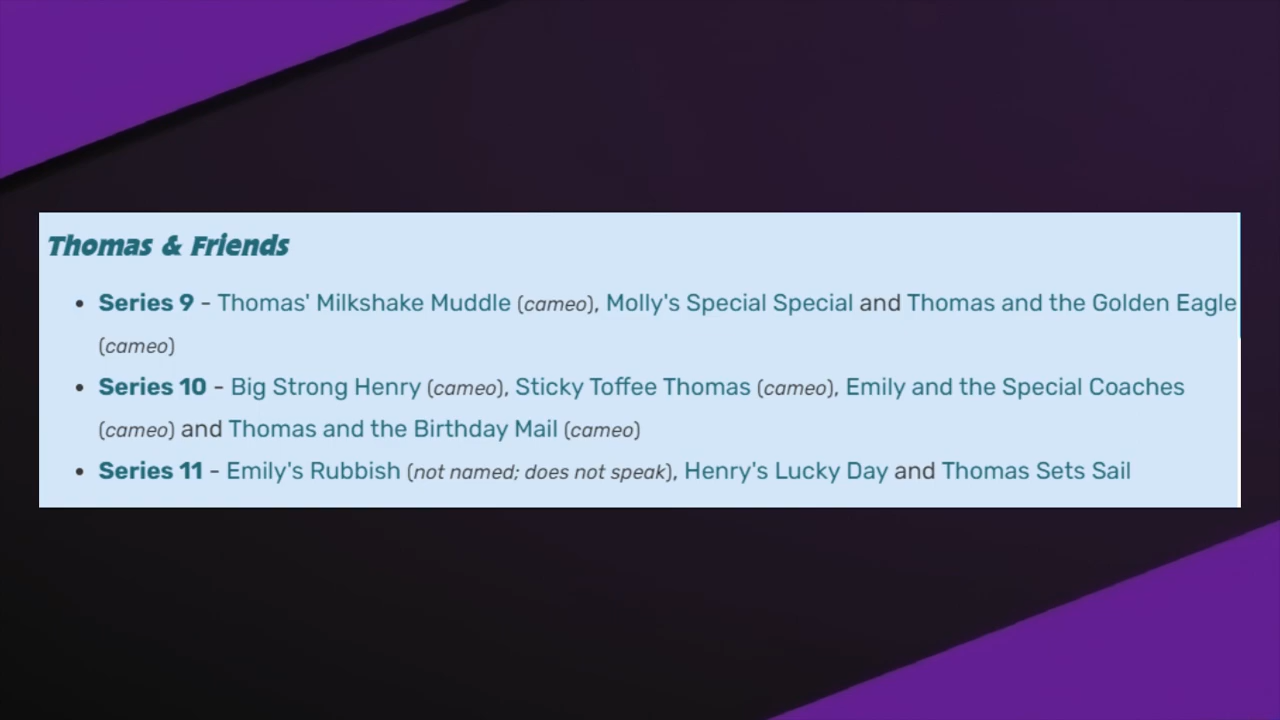 Thomas & Friends
• Series 9 - Thomas' Milkshake Muddle (cameo), Molly's Special Special and Thomas and the Golden Eagle
(cameo)
• Series 10 - Big Strong Henry (cameo), Sticky Toffee Thomas (cameo), Emily and the Special Coaches
(cameo) and Thomas and the Birthday Mail (cameo)
• Series 11 - Emily's Rubbish (not named; does not speak), Henry's Lucky Day and Thomas Sets Sail